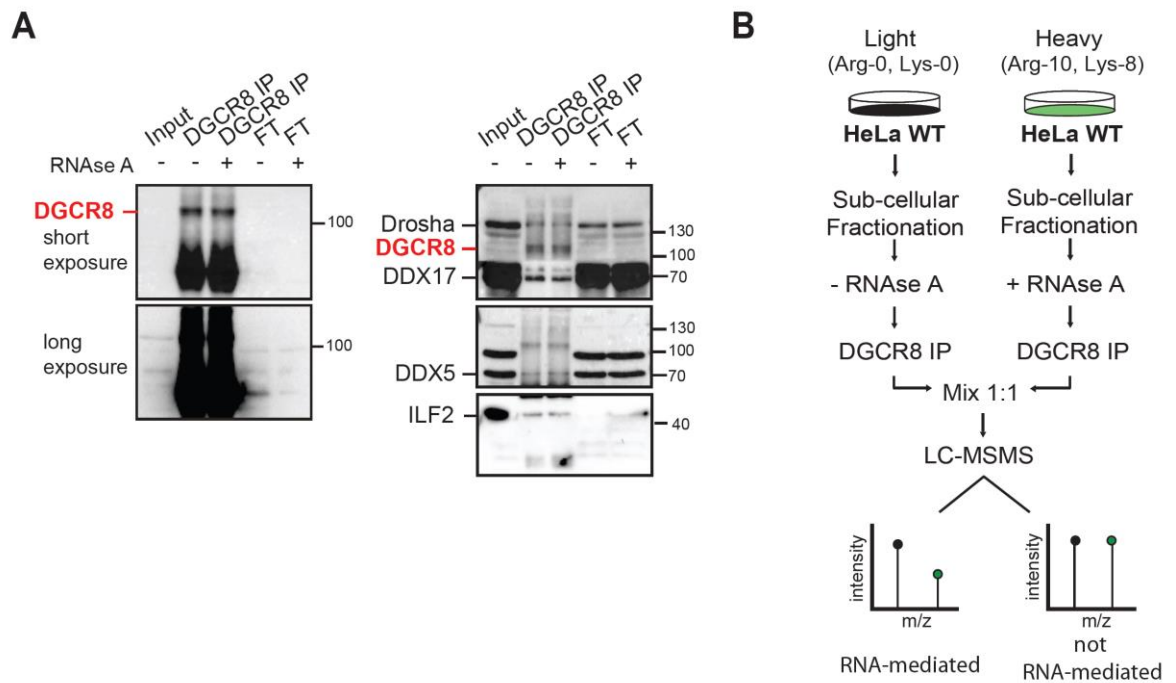 A
Input
DGCR8 IP
DGCR8 IP
FT
FT
RNAse A
- - + - +
DGCR8
short
exposure
100
long
exposure
100
Input
DGCR8 IP
DGCR8 IP
FT
FT
- - + - +
Drosha
DGCR8
DDX17
130
100
70
DDX5
130
100
70
ILF2
40
B
Light
(Arg-0, Lys-0)
HeLa WT
Sub-cellular
Fractionation
- RNAse A
DGCR8 IP
Heavy
(Arg-10, Lys-8)
HeLa WT
Sub-cellular
Fractionation
+ RNAse A
DGCR8 IP
Mix 1:1
LC-MSMS
intensity
m/z
RNA-mediated
intensity
m/z
not
RNA-mediated